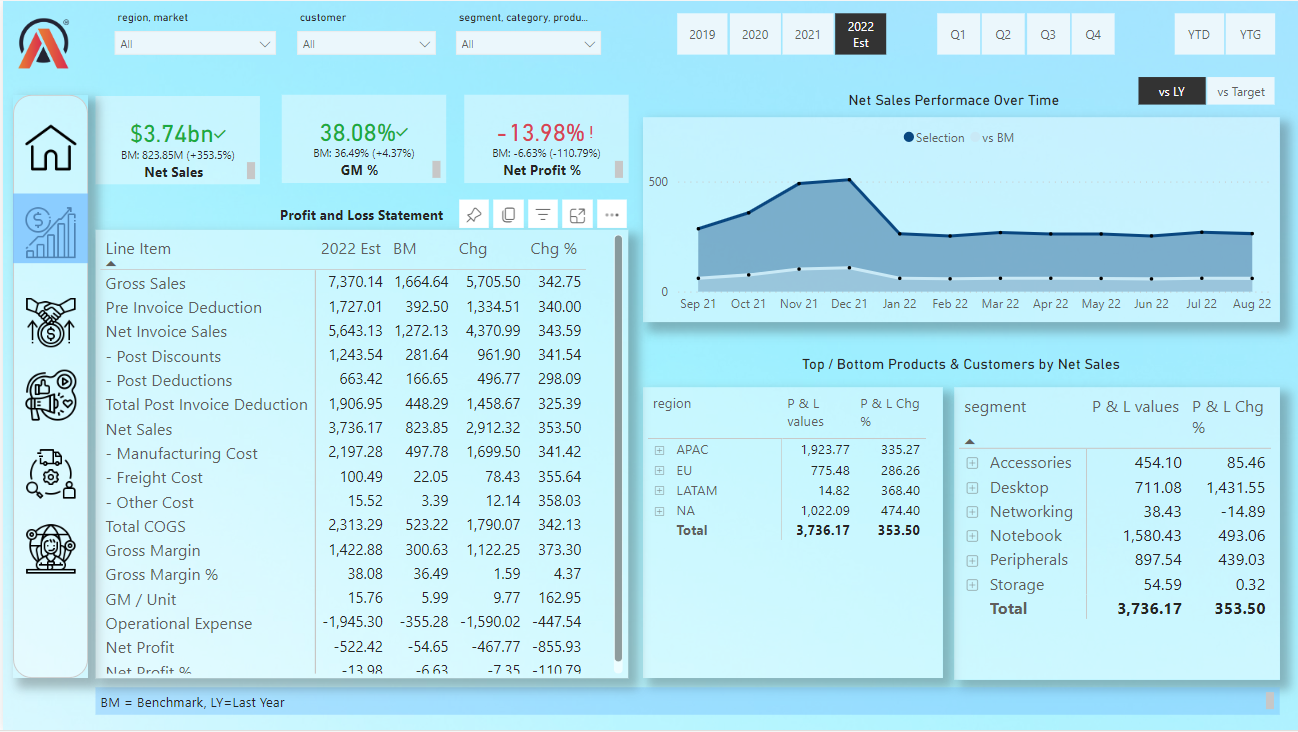 region, market
customer
segment, category, produ...
All
All
All
2019 2020 2021 2022 Est
Q1 Q2 Q3 Q4
YTD YTG
vs LY vs Target
$3.74bn
BM: 823.85M (+353.5%)
Net Sales
38.08%
BM: 36.49% (+4.37%)
GM %
-13.98% !
BM: -6.63% (-110.79%)
Net Profit %
Net Sales Performace Over Time
Selection vs BM
500
0
Sep 21 Oct 21 Nov 21 Dec 21 Jan 22 Feb 22 Mar 22 Apr 22 May 22 Jun 22 Jul 22 Aug 22
Profit and Loss Statement
Line Item 2022 Est BM Chg Chg %
Gross Sales 7,370.14 1,664.64 5,705.50 342.75
Pre Invoice Deduction 1,727.01 392.50 1,334.51 340.00
Net Invoice Sales 5,643.13 1,272.13 4,370.99 343.59
- Post Discounts 1,243.54 281.64 961.90 341.54
- Post Deductions 663.42 166.65 496.77 298.09
Total Post Invoice Deduction 1,906.95 448.29 1,458.67 325.39
Net Sales 3,736.17 823.85 2,912.32 353.50
- Manufacturing Cost 2,197.28 497.78 1,699.50 341.42
- Freight Cost 100.49 22.05 78.43 355.64
- Other Cost 15.52 3.39 12.14 358.03
Total COGS 2,313.29 523.22 1,790.07 342.13
Gross Margin 1,422.88 300.63 1,122.25 373.30
Gross Margin % 38.08 36.49 1.59 4.37
GM / Unit 15.76 5.99 9.77 162.95
Operational Expense -1,945.30 -355.28 -1,590.02 -447.54
Net Profit -522.42 -54.65 -467.77 -855.93
Net Profit % -13.98 -6.63 -7.35 -110.79
Top / Bottom Products & Customers by Net Sales
region P & L values P & L Chg %
APAC 1,923.77 335.27
EU 775.48 286.26
LATAM 14.82 368.40
NA 1,022.09 474.40
Total 3,736.17 353.50
segment P & L values P & L Chg %
Accessories 454.10 85.46
Desktop 711.08 1,431.55
Networking 38.43 -14.89
Notebook 1,580.43 493.06
Peripherals 897.54 439.03
Storage 54.59 0.32
Total 3,736.17 353.50
BM = Benchmark, LY=Last Year